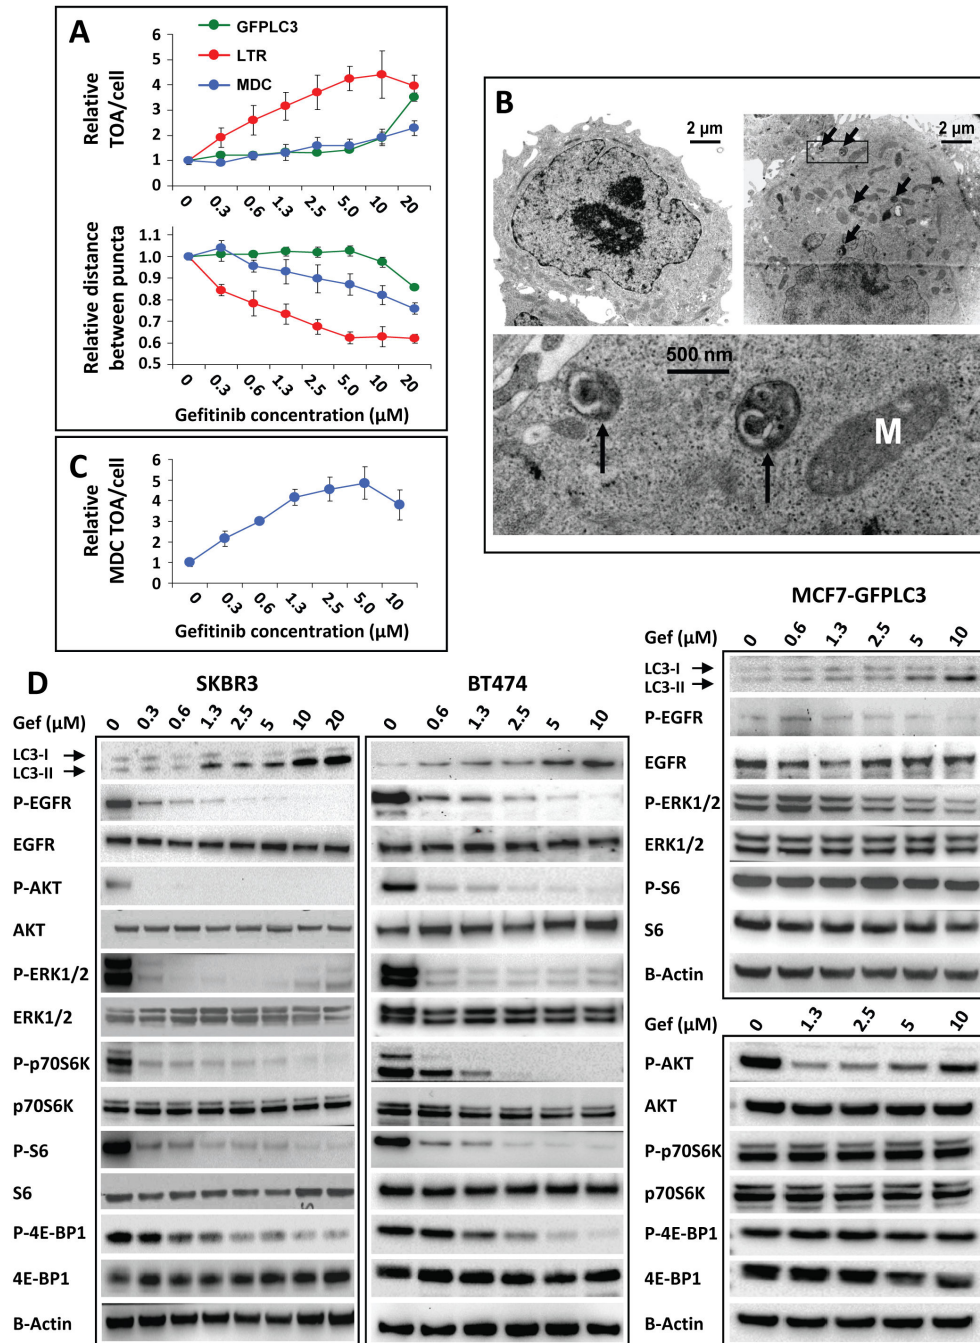 A
GFPLC3
LTR
MDC
Relative
TOA/cell
6
5
4
3
2
1
0
0
0.3
0.6
1.3
2.5
5.0
10
20
Relative distance
between puncta
1.1
1.0
0.9
0.8
0.7
0.6
0.5
0
0.3
0.6
1.3
2.5
5.0
10
20
Gefitinib concentration (μM)
B
2 μm
2 μm
500 nm
M
C
Relative
MDC TOA/cell
6
5
4
3
2
1
0
0
0.3
0.6
1.3
2.5
5.0
10
Gefitinib concentration (μM)
D
SKBR3
Gef (μM) 0 0.3 0.6 1.3 2.5 5 10 20
LC3-I
LC3-II
P-EGFR
EGFR
P-AKT
AKT
P-ERK1/2
ERK1/2
P-p70S6K
p70S6K
P-S6
S6
P-4E-BP1
4E-BP1
B-Actin
BT474
0 0.6 1.3 2.5 5 10
MCF7-GFPLC3
Gef (μM) 0 0.6 1.3 2.5 5 10
LC3-I
LC3-II
P-EGFR
EGFR
P-ERK1/2
ERK1/2
P-S6
S6
B-Actin
Gef (μM) 0 1.3 2.5 5 10
P-AKT
AKT
P-p70S6K
p70S6K
P-4E-BP1
4E-BP1
B-Actin